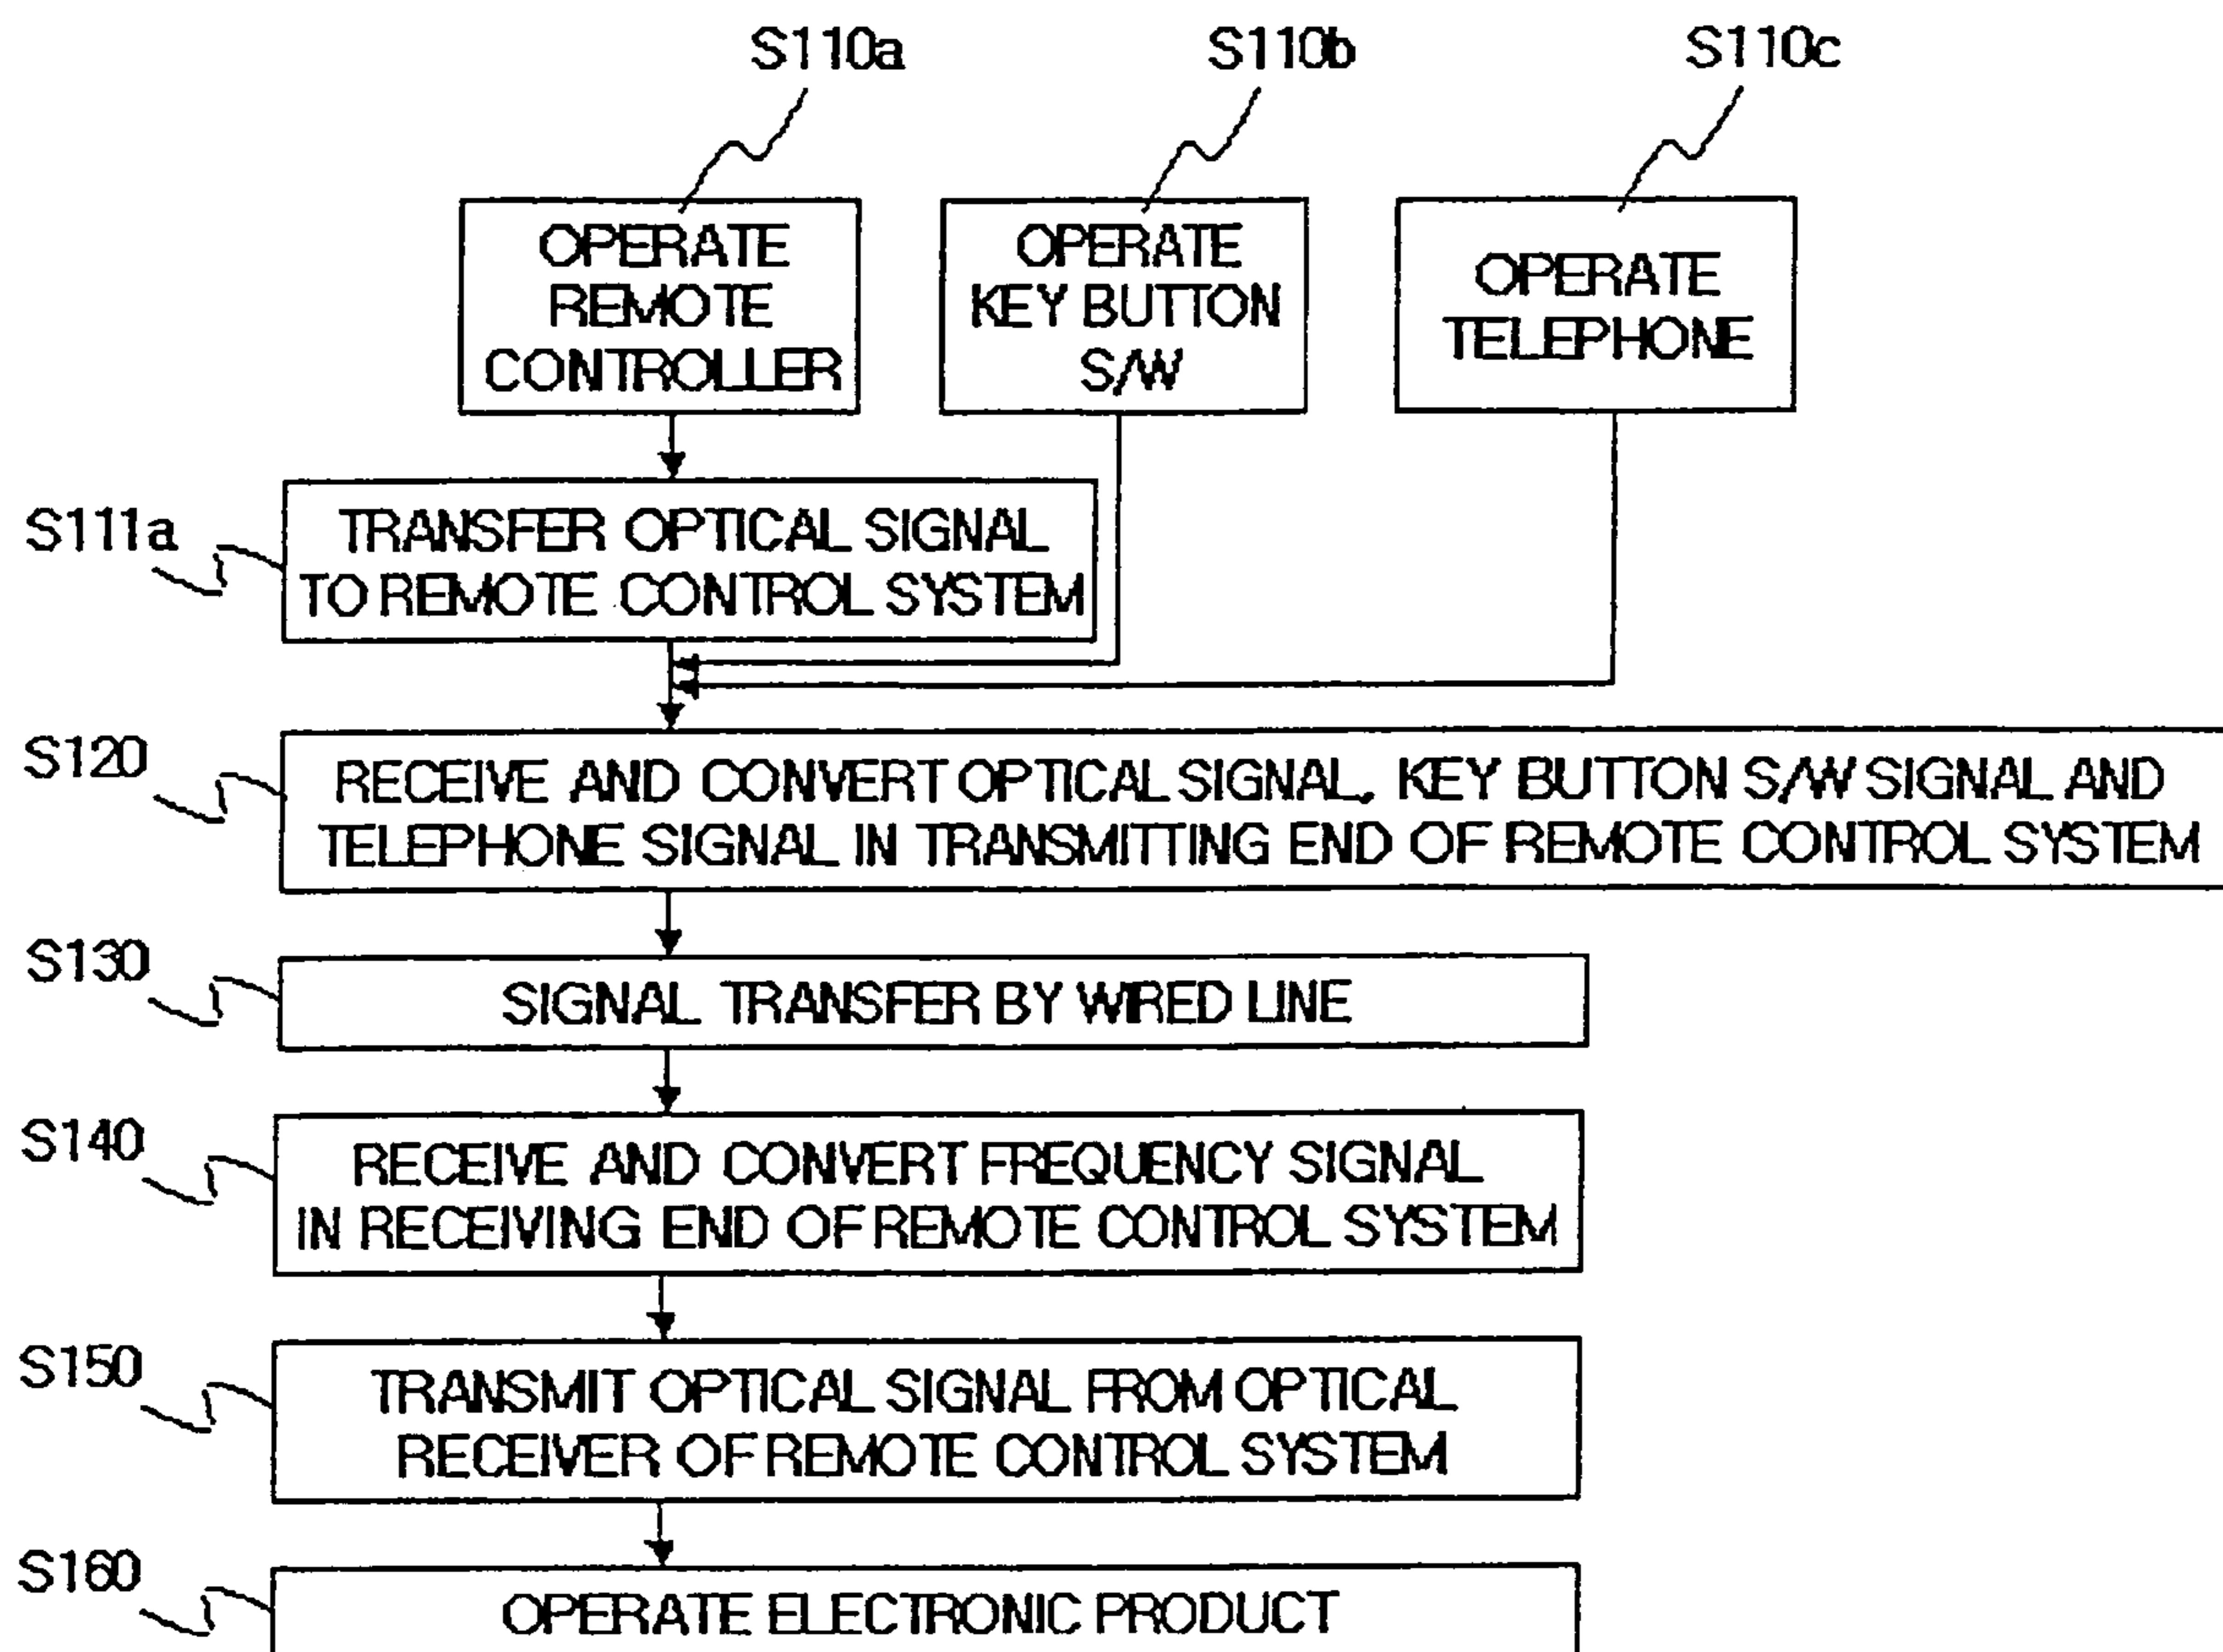 S110a
S110b
S110c
OPERATE
REMOTE
CONTROLLER
OPERATE
KEY BUTTON
S/W
OPERATE
TELEPHONE
S111a
TRANSFER OPTICAL SIGNAL
TO REMOTE CONTROL SYSTEM
S120
RECEIVE AND CONVERT OPTICAL SIGNAL, KEY BUTTON S/W SIGNAL AND
TELEPHONE SIGNAL IN TRANSMITTING END OF REMOTE CONTROL SYSTEM
S130
SIGNAL TRANSFER BY WIRED LINE
S140
RECEIVE AND CONVERT FREQUENCY SIGNAL
IN RECEIVING END OF REMOTE CONTROL SYSTEM
S150
TRANSMIT OPTICAL SIGNAL FROM OPTICAL
RECEIVER OF REMOTE CONTROL SYSTEM
S160
OPERATE ELECTRONIC PRODUCT